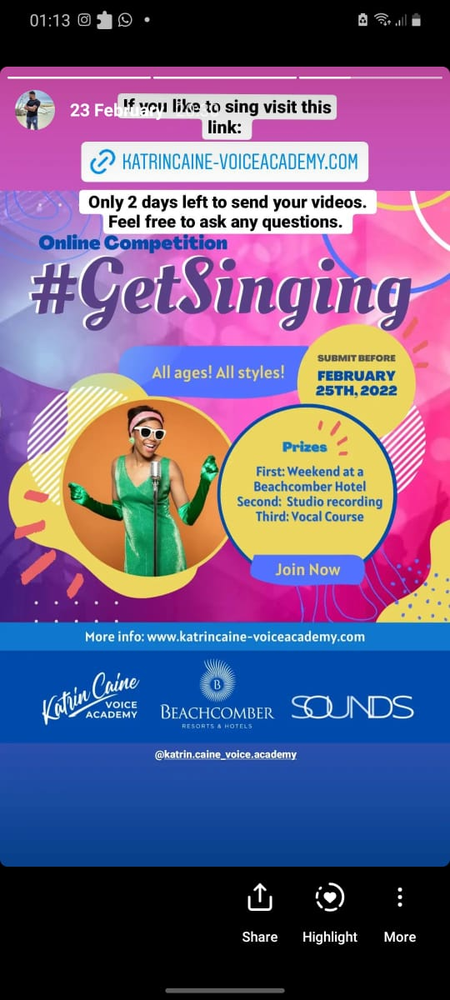 01:13
23 February
If you like to sing visit this
link:
KATRINCAINE-VOICEACADEMY.COM
Only 2 days left to send your videos.
Feel free to ask any questions.
Online Competition
#GetSinging
All ages! All styles!
SUBMIT BEFORE
FEBRUARY
25TH, 2022
Prizes
First: Weekend at a
Beachcomber Hotel
Second: Studio recording
Third: Vocal Course
Join Now
More info: www.katrincaine-voiceacademy.com
Katrin Caine
VOICE
ACADEMY
B
BEACHCOMBER
RESORTS & HOTELS
SOUNDS
@katrin.caine_voice.academy
Share
Highlight
More